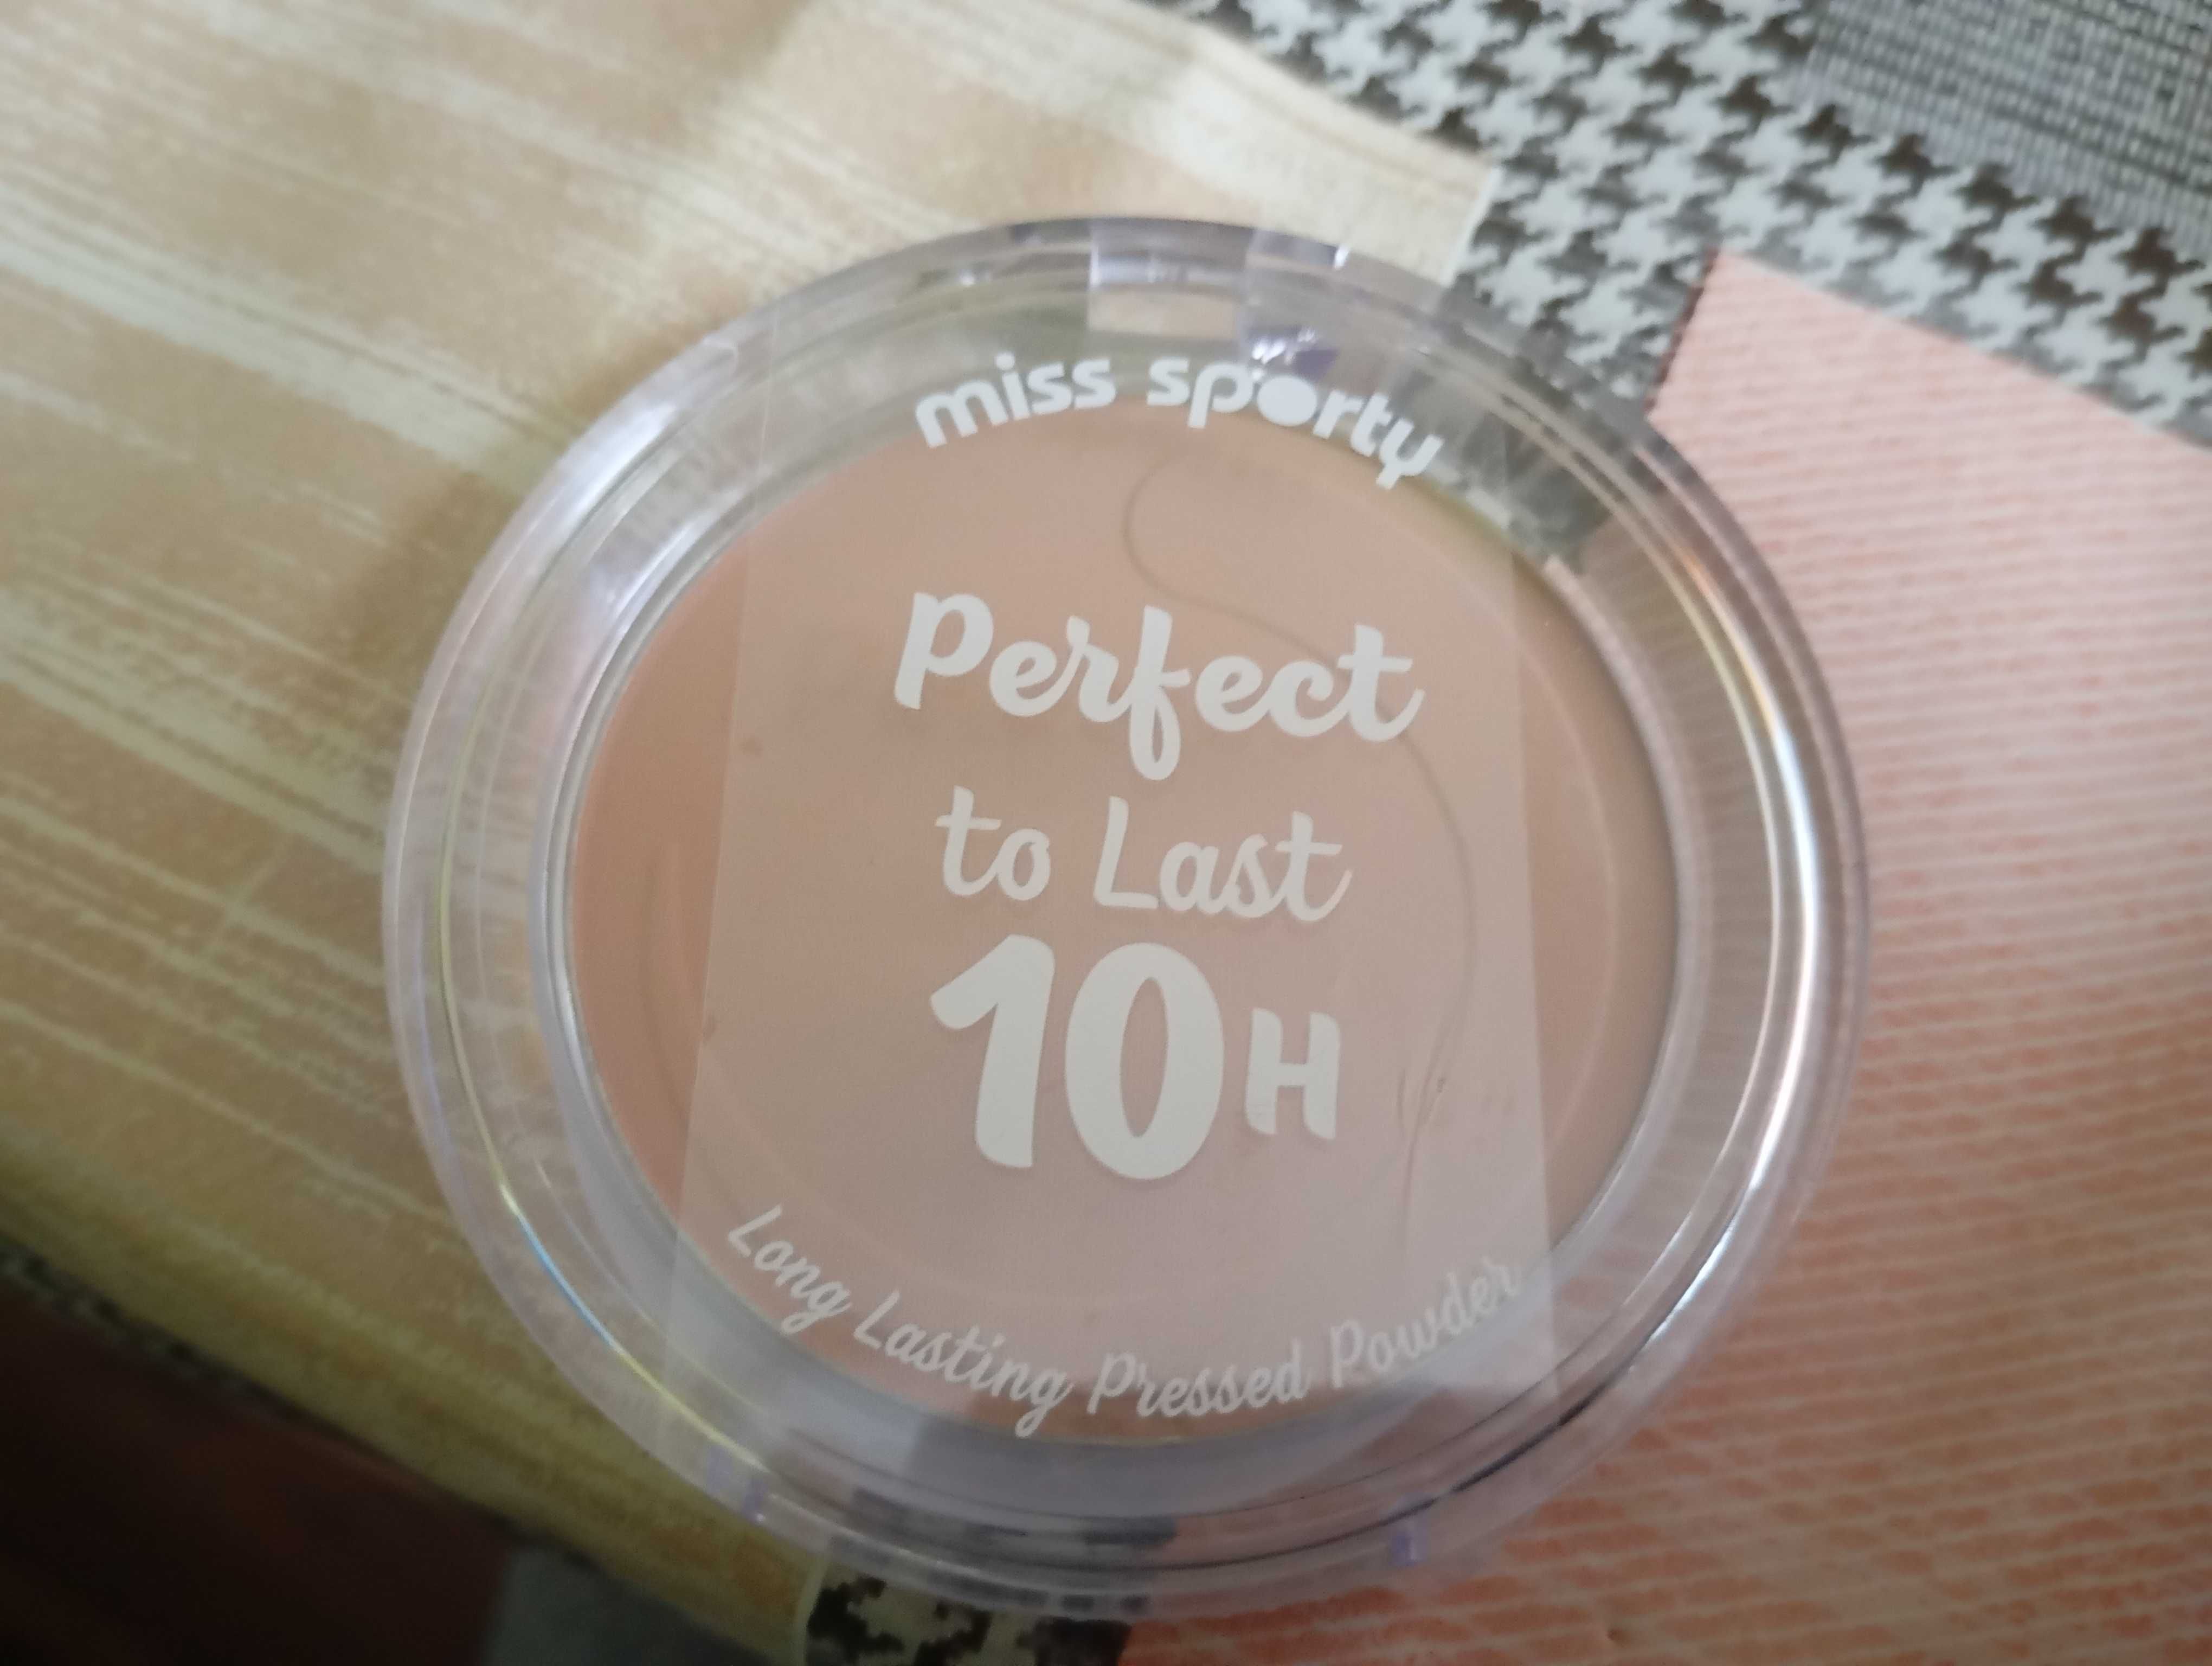 miss sporty
Perfect
to Last
10H
Long Lasting Pressed Powder